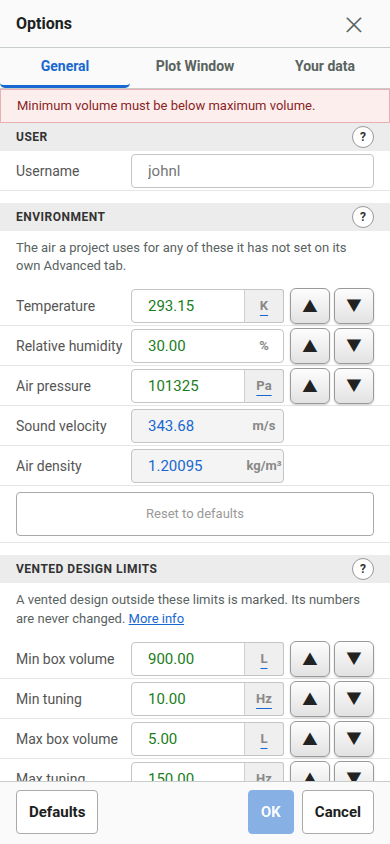 Options
General
Plot Window
Your data
Minimum volume must be below maximum volume.
USER
?
Username
johnl
ENVIRONMENT
?
The air a project uses for any of these it has not set on its
own Advanced tab.
Temperature 293.15 K
Relative humidity 30.00 %
Air pressure 101325 Pa
Sound velocity 343.68 m/s
Air density 1.20095 kg/m³
Reset to defaults
VENTED DESIGN LIMITS
?
A vented design outside these limits is marked. Its numbers
are never changed. More info
Min box volume 900.00 L
Min tuning 10.00 Hz
Max box volume 5.00 L
Max tuning 150.00 Hz
Defaults
OK
Cancel